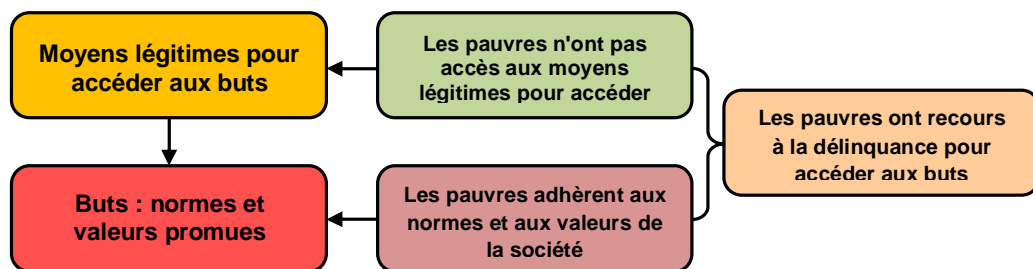 Moyens légitimes pour
accéder aux buts
Les pauvres n'ont pas
accès aux moyens
légitimes pour accéder
Les pauvres ont recours
à la délinquance pour
accéder aux buts
Buts : normes et
valeurs promues
Les pauvres adhèrent aux
normes et aux valeurs de
la société